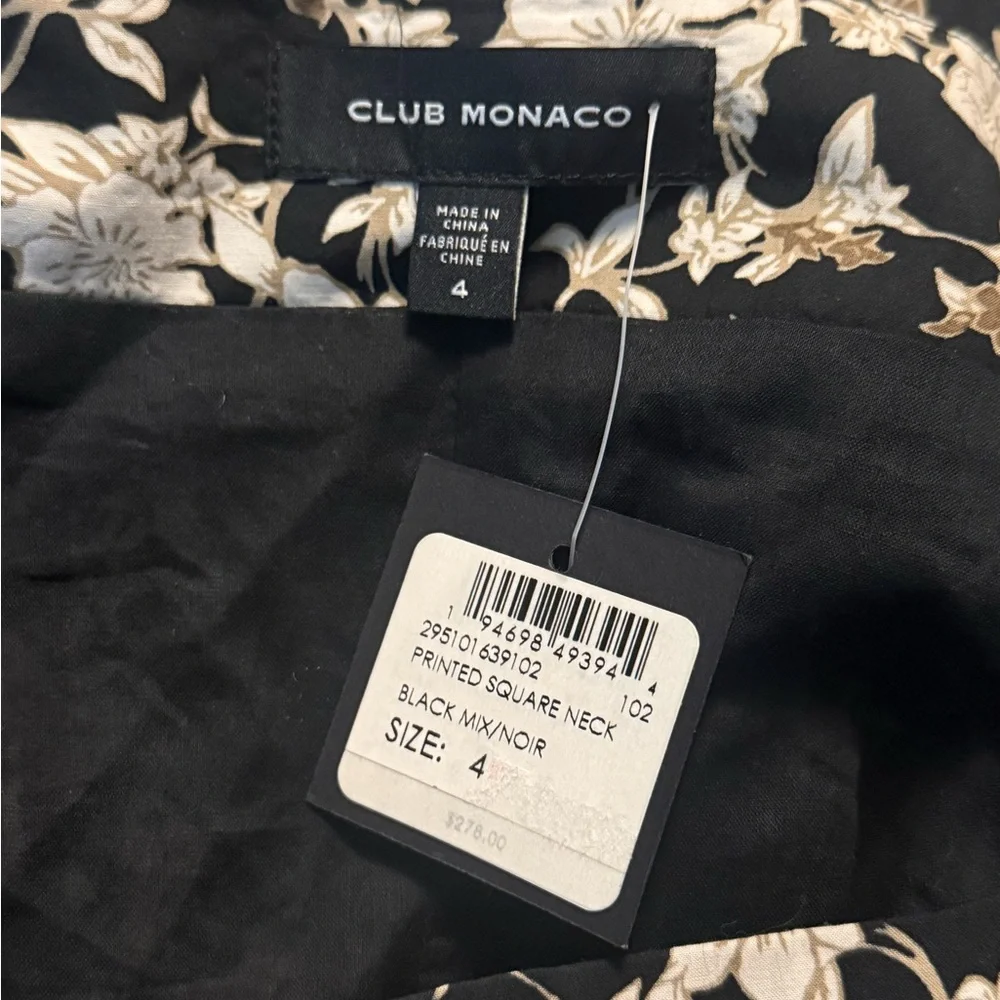 CLUB MONACO
MADE IN
CHINA
FABRIQUÉ EN
CHINE
4
1 94698 49394 4
295101639102 102
PRINTED SQUARE NECK
BLACK MIX/NOIR
SIZE: 4
$278.00